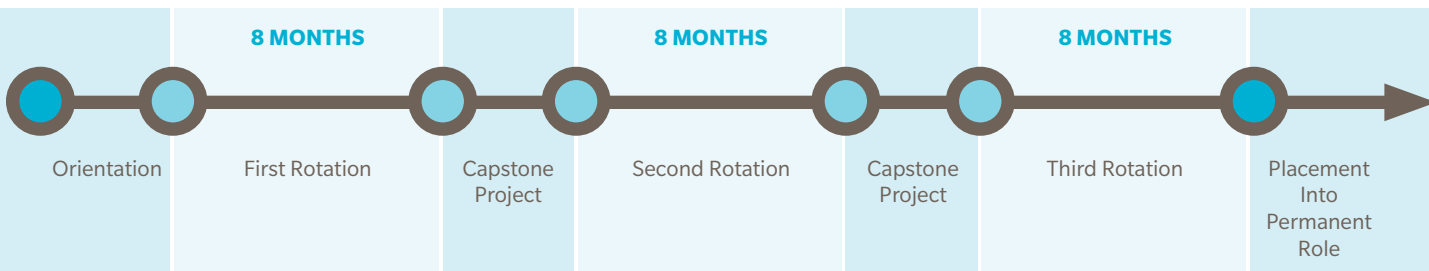 8 MONTHS
8 MONTHS
8 MONTHS
Orientation
First Rotation
Capstone
Project
Second Rotation
Capstone
Project
Third Rotation
Placement
Into
Permanent
Role